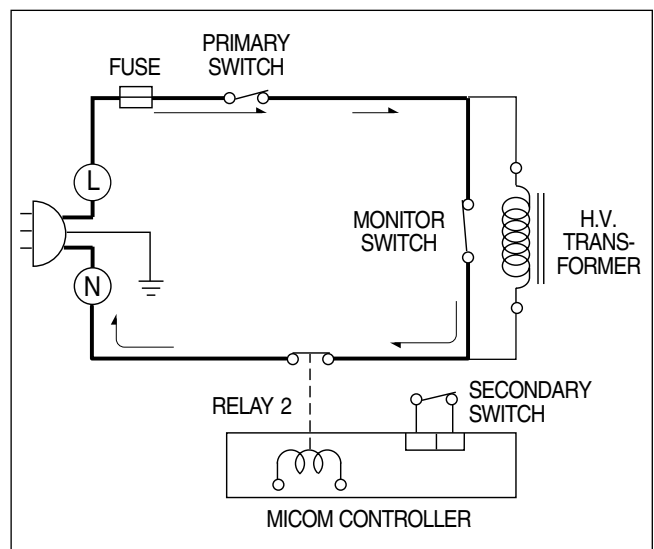 PRIMARY
SWITCH
FUSE
L
MONITOR
SWITCH
H.V.
TRANS-
FORMER
N
RELAY 2
SECONDARY
SWITCH
MICOM CONTROLLER